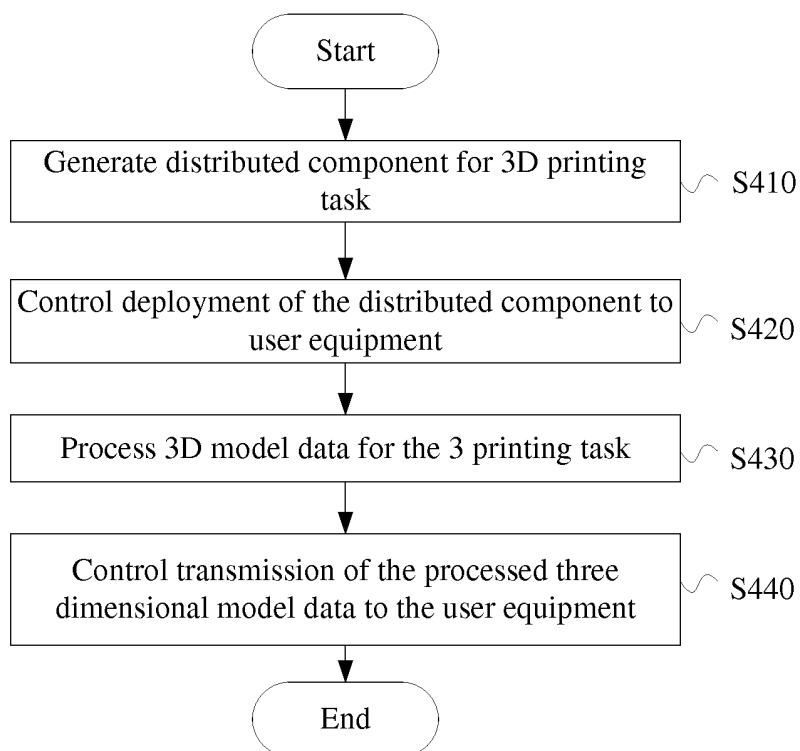 Start
Generate distributed component for 3D printing
task
S410
Control deployment of the distributed component to
user equipment
S420
Process 3D model data for the 3 printing task
S430
Control transmission of the processed three
dimensional model data to the user equipment
S440
End